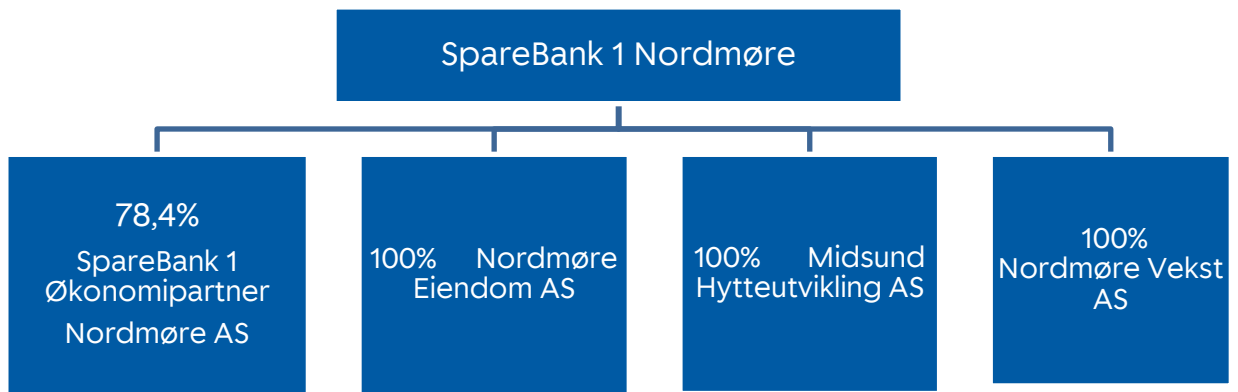 SpareBank 1 Nordmøre
78,4%
SpareBank 1
Økonomipartner
Nordmøre AS
100% Nordmøre
Eiendom AS
100% Midsund
Hytteutvikling AS
100%
Nordmøre Vekst
AS